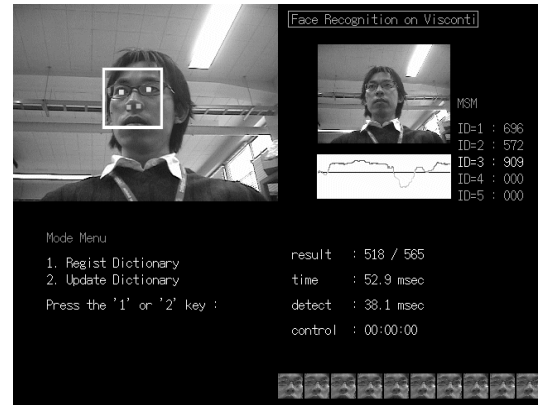 Face Recognition on Visconti
MSM
ID=1 : 696
ID=2 : 572
ID=3 : 909
ID=4 : 000
ID=5 : 000
Mode Menu
1. Regist Dictionary
2. Update Dictionary
Press the '1' or '2' key :
result : 518 / 565
time : 52.9 msec
detect : 38.1 msec
control : 00:00:00